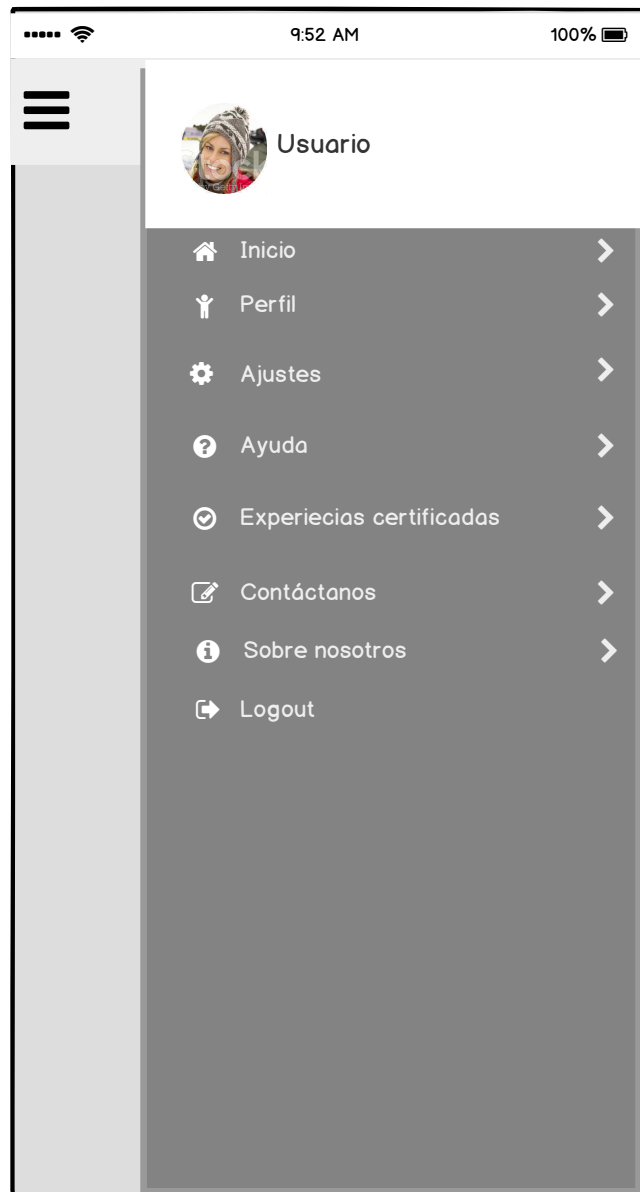 9:52 AM
100%
Usuario
Inicio
Perfil
Ajustes
Ayuda
Experiecias certificadas
Contáctanos
Sobre nosotros
Logout